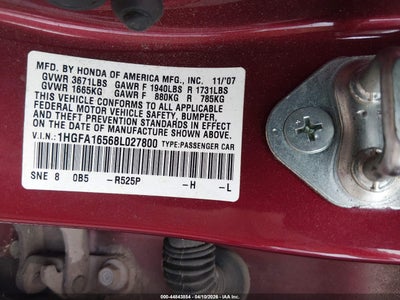 MFD. BY HONDA OF AMERICA MFG., INC. 11/'07
GVWR 3671LBS GAWR F 1940LBS R 1731LBS
GVWR 1665KG GAWR F 880KG R 785KG
THIS VEHICLE CONFORMS TO ALL APPLICABLE
FEDERAL MOTOR VEHICLE SAFETY, BUMPER,
AND THEFT PREVENTION STANDARDS IN EFFECT
ON THE DATE OF MANUFACTURE SHOWN ABOVE.
V.I.N.: 1HGFA16568L027800 TYPE:PASSENGER CAR
SNE 8 0B5 -R525P -H -L
000-44843554 - 04/10/2026 - IAA, LLC